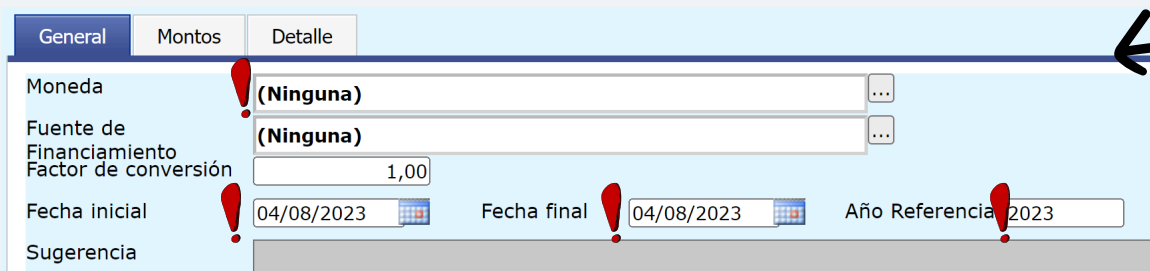 General Montos Detalle
Moneda (Ninguna) ...
Fuente de
Financiamiento (Ninguna) ...
Factor de conversión 1,00
Fecha inicial 04/08/2023 Fecha final 04/08/2023 Año Referencia 2023
Sugerencia